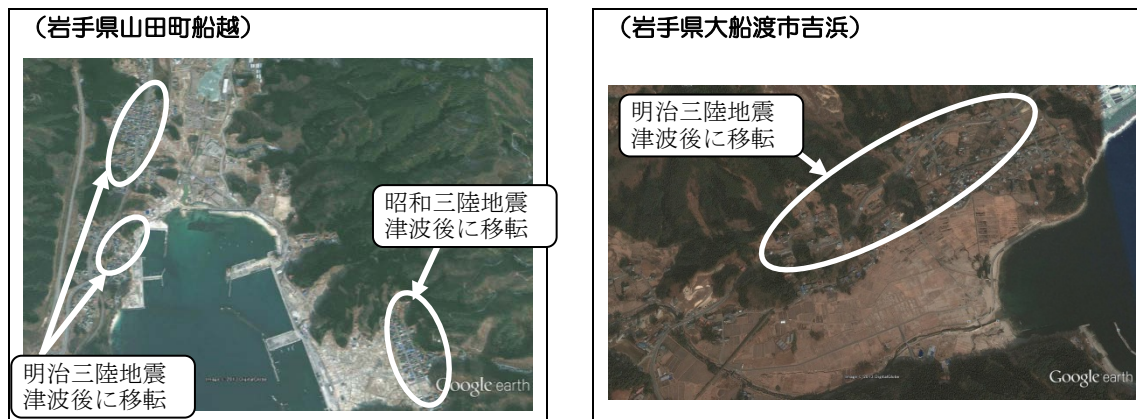 （岩手県山田町船越）
昭和三陸地震
津波後に移転
明治三陸地震
津波後に移転
Google earth
（岩手県大船渡市吉浜）
明治三陸地震
津波後に移転
Google earth